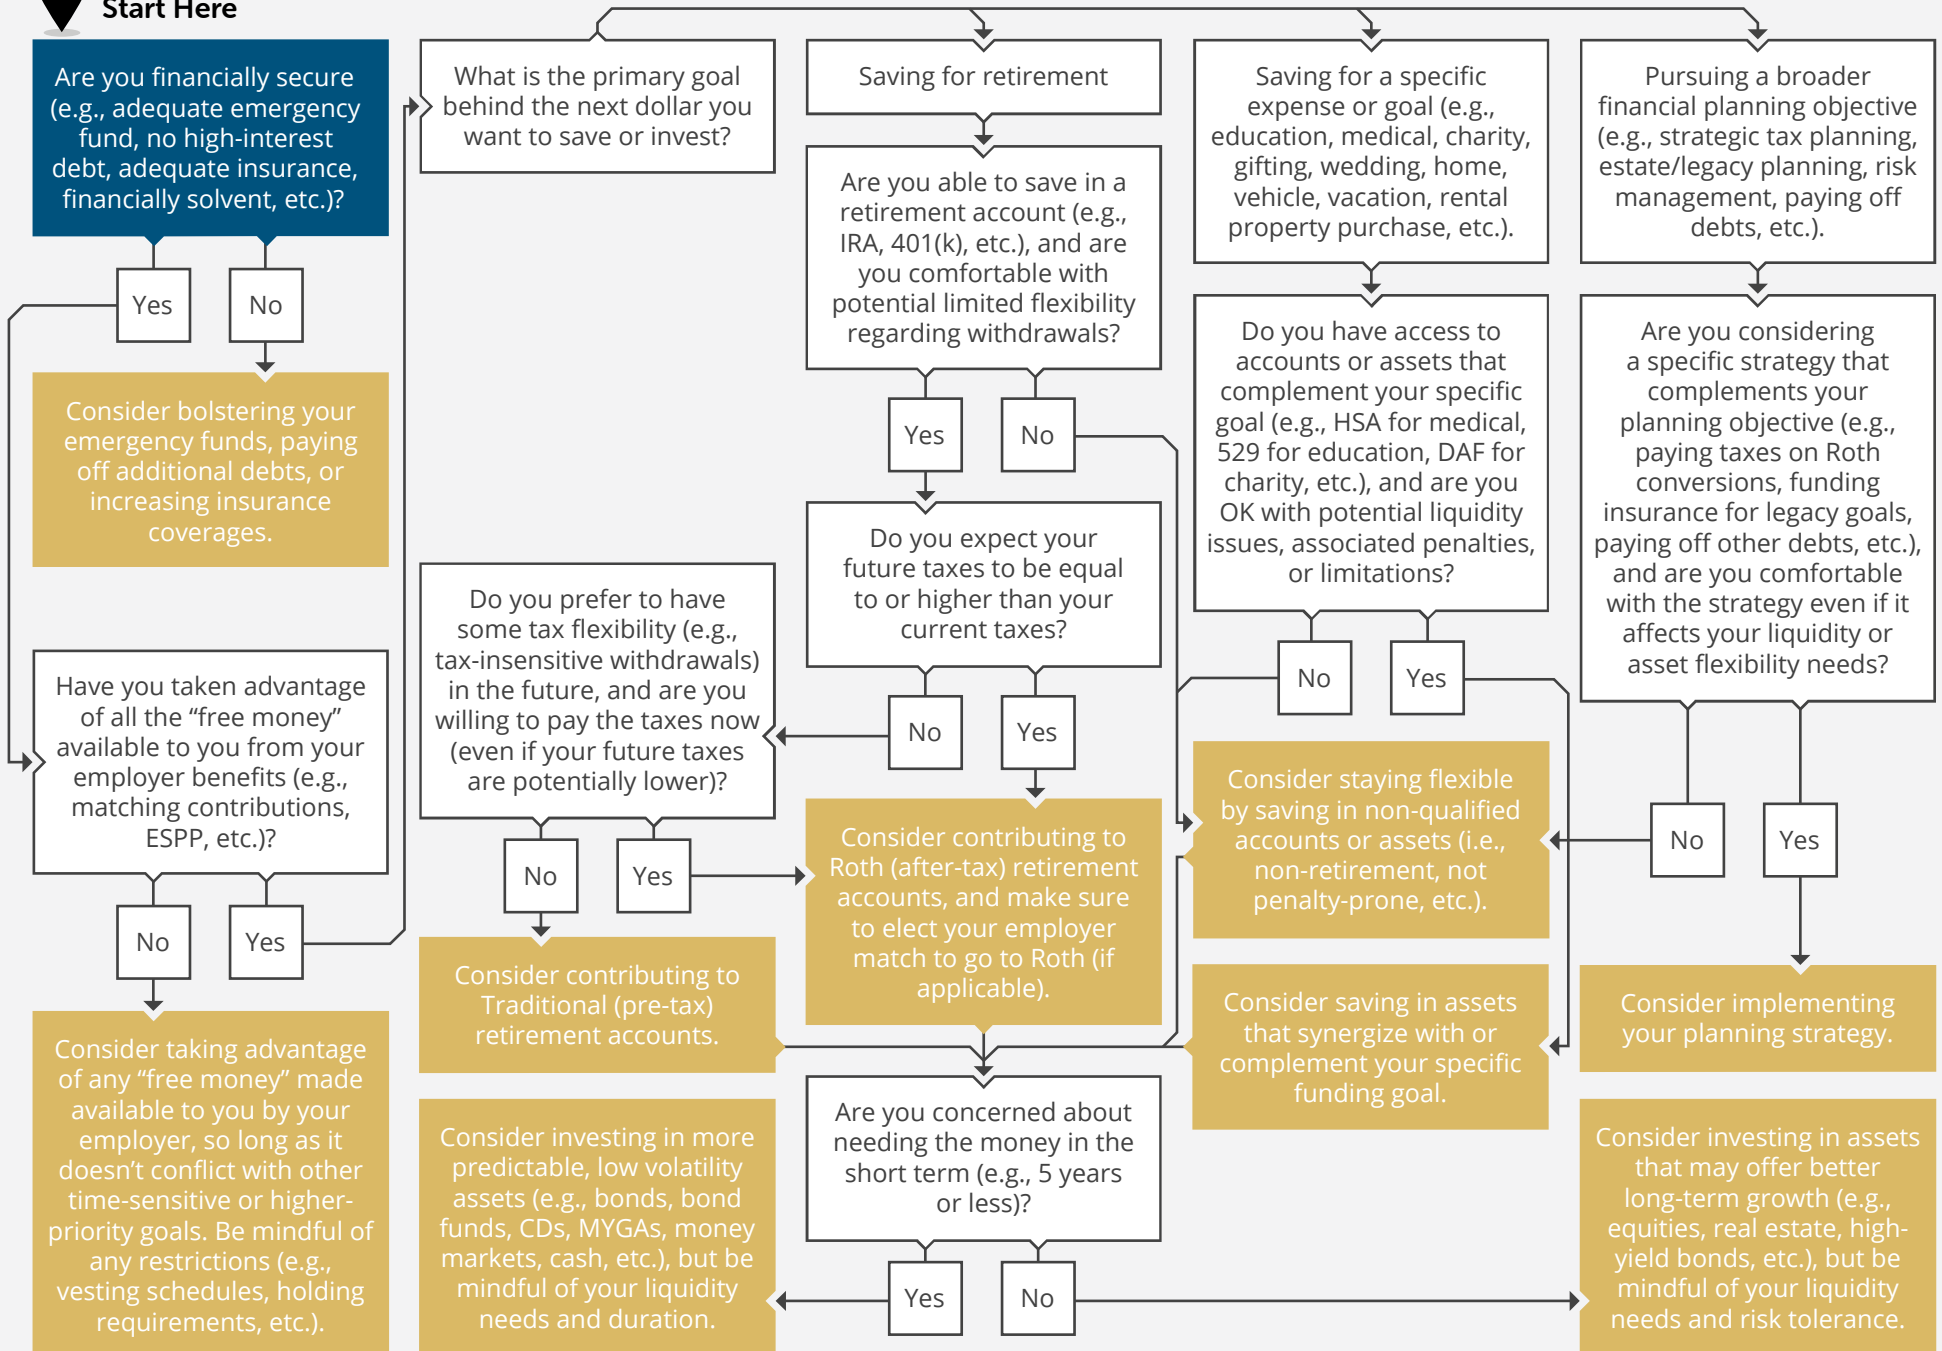 Start Here
Are you financially secure
(e.g., adequate emergency
fund, no high-interest
debt, adequate insurance,
financially solvent, etc.)?
Yes
No
Consider bolstering your
emergency funds, paying
off additional debts, or
increasing insurance
coverages.
Have you taken advantage
of all the “free money”
available to you from your
employer benefits (e.g.,
matching contributions,
ESPP, etc.)?
No
Yes
Consider taking advantage
of any “free money” made
available to you by your
employer, so long as it
doesn’t conflict with other
time-sensitive or higher-
priority goals. Be mindful of
any restrictions (e.g.,
vesting schedules, holding
requirements, etc.).
What is the primary goal
behind the next dollar you
want to save or invest?
Saving for retirement
Are you able to save in a
retirement account (e.g.,
IRA, 401(k), etc.), and are
you comfortable with
potential limited flexibility
regarding withdrawals?
Yes
No
Do you expect your
future taxes to be equal
to or higher than your
current taxes?
No
Yes
Do you prefer to have
some tax flexibility (e.g.,
tax-insensitive withdrawals)
in the future, and are you
willing to pay the taxes now
(even if your future taxes
are potentially lower)?
No
Yes
Consider contributing to
Traditional (pre-tax)
retirement accounts.
Consider contributing to
Roth (after-tax) retirement
accounts, and make sure
to elect your employer
match to go to Roth (if
applicable).
Saving for a specific
expense or goal (e.g.,
education, medical, charity,
gifting, wedding, home,
vehicle, vacation, rental
property purchase, etc.).
Do you have access to
accounts or assets that
complement your specific
goal (e.g., HSA for medical,
529 for education, DAF for
charity, etc.), and are you
OK with potential liquidity
issues, associated penalties,
or limitations?
No
Yes
Consider staying flexible
by saving in non-qualified
accounts or assets (i.e.,
non-retirement, not
penalty-prone, etc.).
Consider saving in assets
that synergize with or
complement your specific
funding goal.
Pursuing a broader
financial planning objective
(e.g., strategic tax planning,
estate/legacy planning, risk
management, paying off
debts, etc.).
Are you considering
a specific strategy that
complements your
planning objective (e.g.,
paying taxes on Roth
conversions, funding
insurance for legacy goals,
paying off other debts, etc.),
and are you comfortable
with the strategy even if it
affects your liquidity or
asset flexibility needs?
No
Yes
Consider implementing
your planning strategy.
Are you concerned about
needing the money in the
short term (e.g., 5 years
or less)?
Yes
No
Consider investing in more
predictable, low volatility
assets (e.g., bonds, bond
funds, CDs, MYGAs, money
markets, cash, etc.), but be
mindful of your liquidity
needs and duration.
Consider investing in assets
that may offer better
long-term growth (e.g.,
equities, real estate, high-
yield bonds, etc.), but be
mindful of your liquidity
needs and risk tolerance.